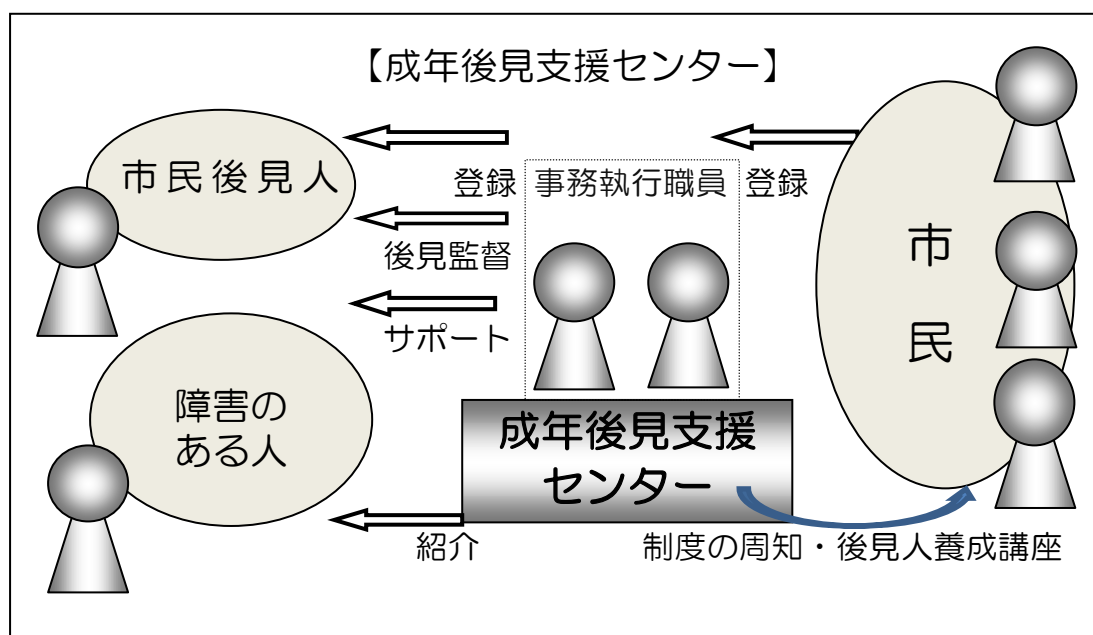 【成年後見支援センター】
市民後見人
登録
事務執行職員
登録
後見監督
サポート
市
民
障害の
ある人
成年後見支援
センター
紹介
制度の周知・後見人養成講座